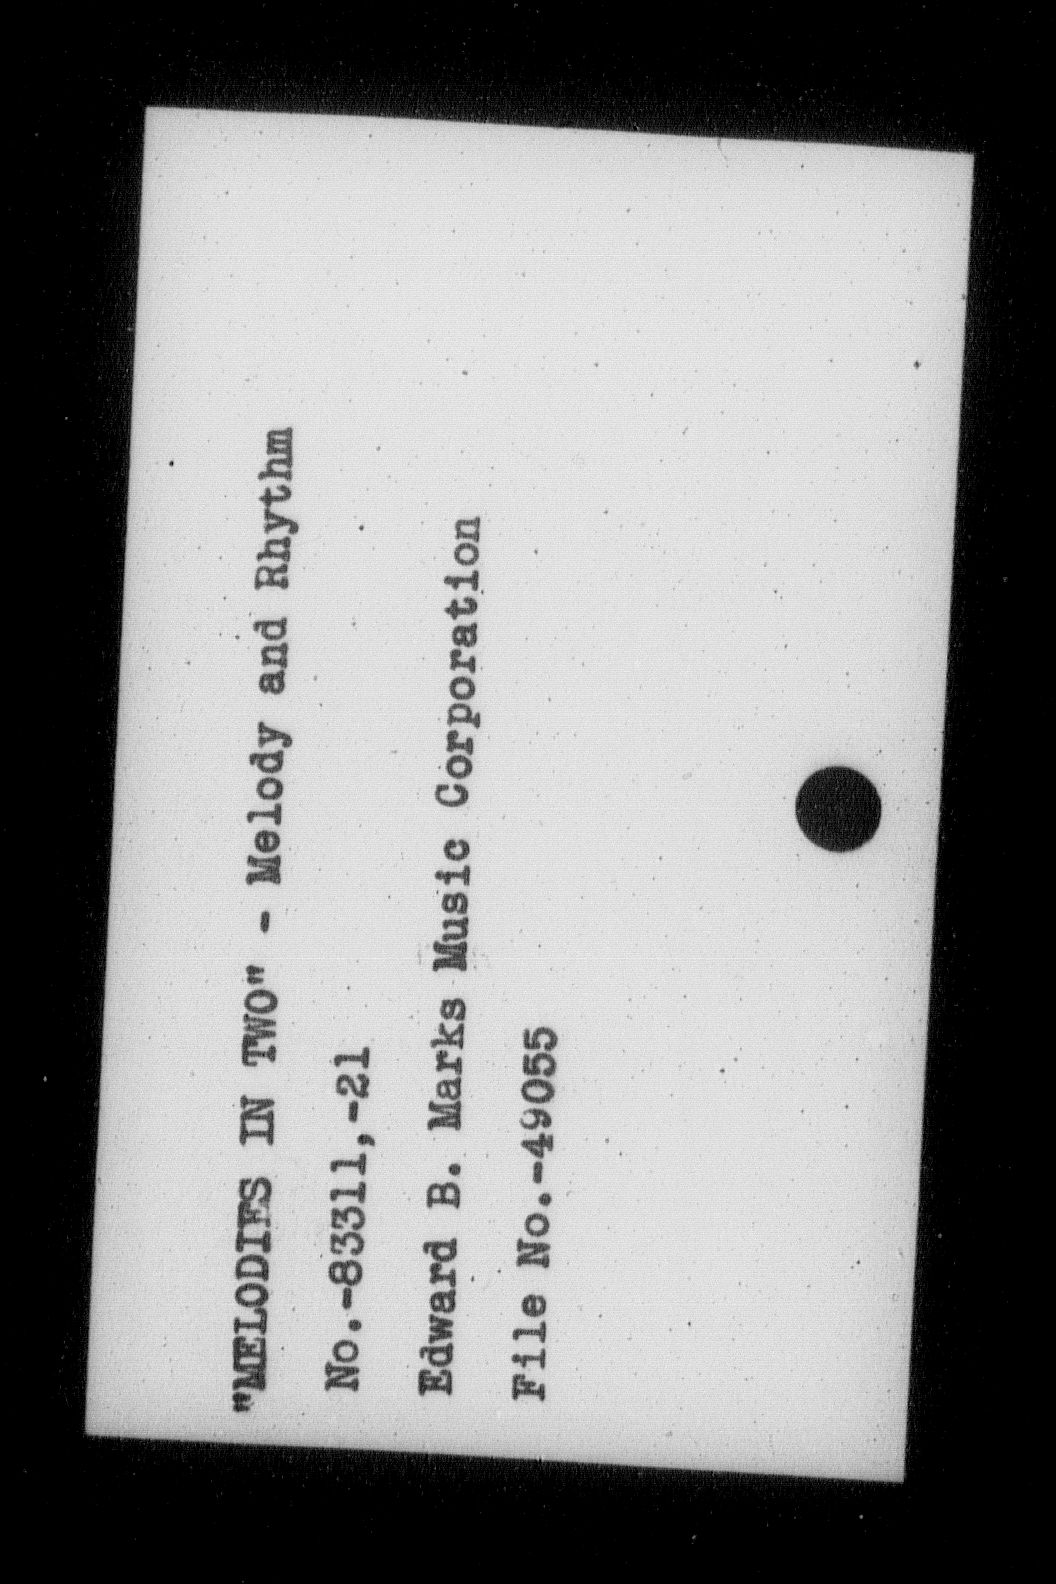 "MELODIES IN TWO" - Melody and Rhythm
No.-83311,-21
Edward B. Marks Music Corporation
File No.-49055